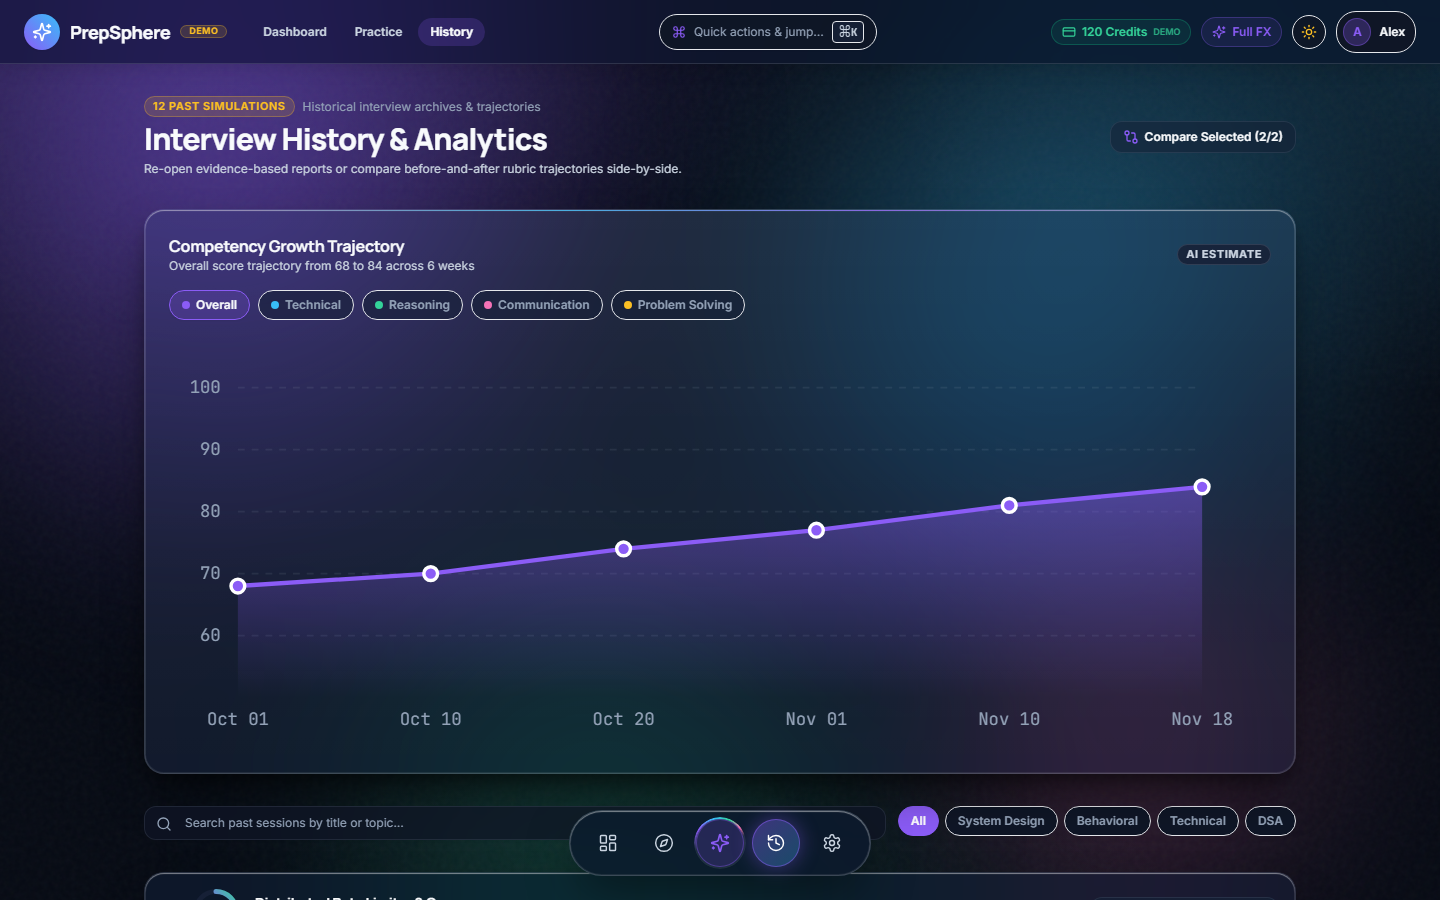 PrepSphere DEMO Dashboard Practice History Quick actions & jump... ⌘K 120 Credits DEMO Full FX A Alex
12 PAST SIMULATIONS Historical interview archives & trajectories
Interview History & Analytics
Compare Selected (2/2)
Re-open evidence-based reports or compare before-and-after rubric trajectories side-by-side.
Competency Growth Trajectory
AI ESTIMATE
Overall score trajectory from 68 to 84 across 6 weeks
Overall Technical Reasoning Communication Problem Solving
100
90
80
70
60
Oct 01 Oct 10 Oct 20 Nov 01 Nov 10 Nov 18
Search past sessions by title or topic... All System Design Behavioral Technical DSA